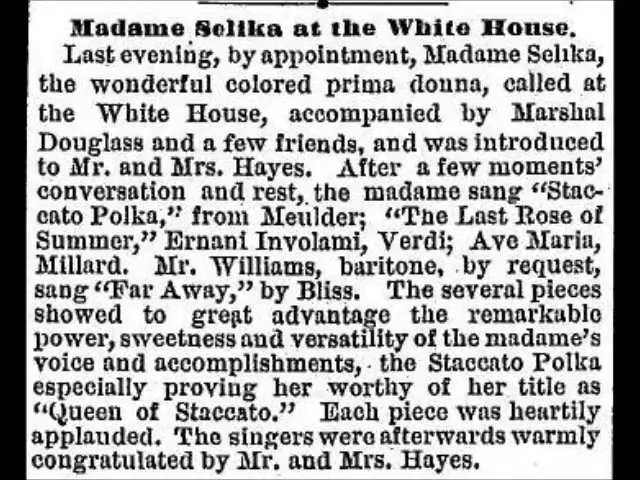 Madame Selika at the White House.
Last evening, by appointment, Madame Selika,
the wonderful colored prima donna, called at
the White House, accompanied by Marshal
Douglass and a few friends, and was introduced
to Mr. and Mrs. Hayes. After a few moments'
conversation and rest, the madame sang "Stac-
cato Polka," from Meulder; "The Last Rose of
Summer," Ernani Involami, Verdi; Ave Maria,
Millard. Mr. Williams, baritone, by request,
sang "Far Away," by Bliss. The several pieces
showed to great advantage the remarkable
power, sweetness and versatility of the madame's
voice and accomplishments, the Staccato Polka
especially proving her worthy of her title as
"Queen of Staccato." Each piece was heartily
applauded. The singers were afterwards warmly
congratulated by Mr. and Mrs. Hayes.